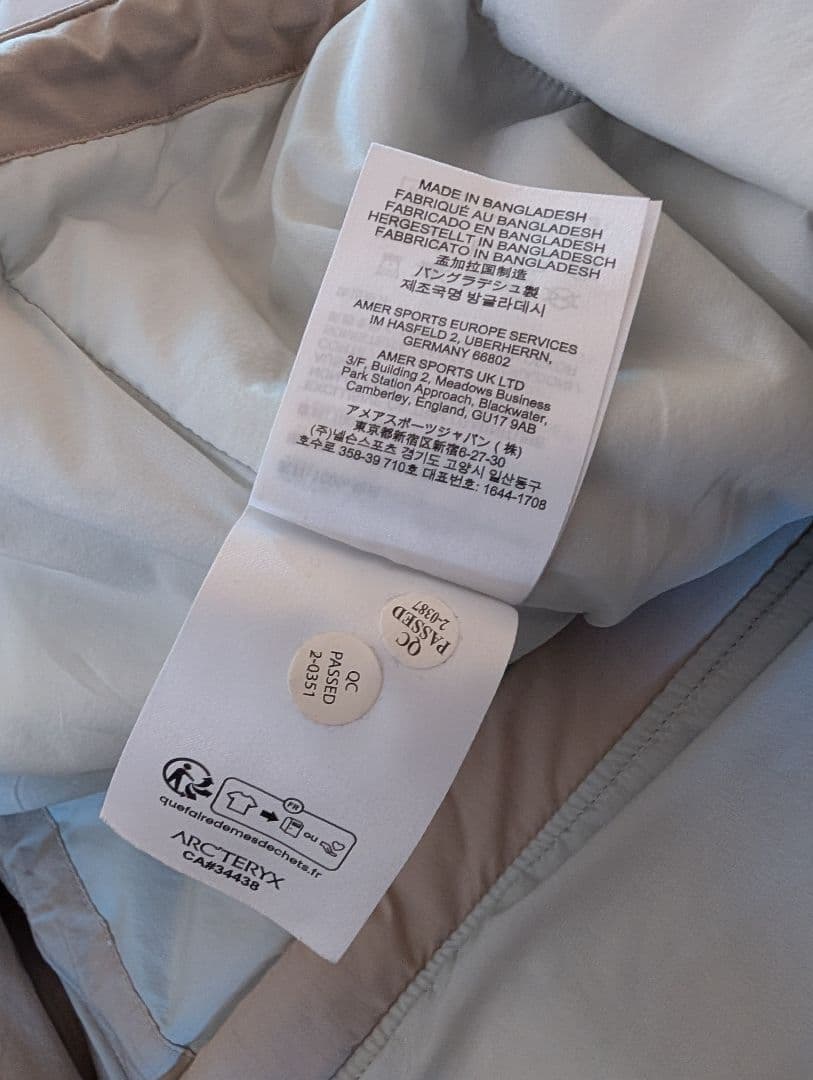 MADE IN BANGLADESH
FABRIQUÉ AU BANGLADESH
FABRICADO EN BANGLADESH
HERGESTELLT IN BANGLADESCH
FABBRICATO IN BANGLADESH
孟加拉国制造
バングラデシュ製
제조국명 방글라데시
AMER SPORTS EUROPE SERVICES
IM HASFELD 2, UBERHERRN,
GERMANY 66802
AMER SPORTS UK LTD
3/F, Building 2, Meadows Business
Park Station Approach, Blackwater,
Camberley, England, GU17 9AB
アメアスポーツジャパン (株)
東京都新宿区新宿6-27-30
(주)넬슨스포츠 경기도 고양시 일산동구
호수로 358-39 710호 대표번호: 1644-1708
QC
PASSED
2-0387
QC
PASSED
2-0351
FR
ou
quefairedemesdechets.fr
ARC'TERYX
CA#34438